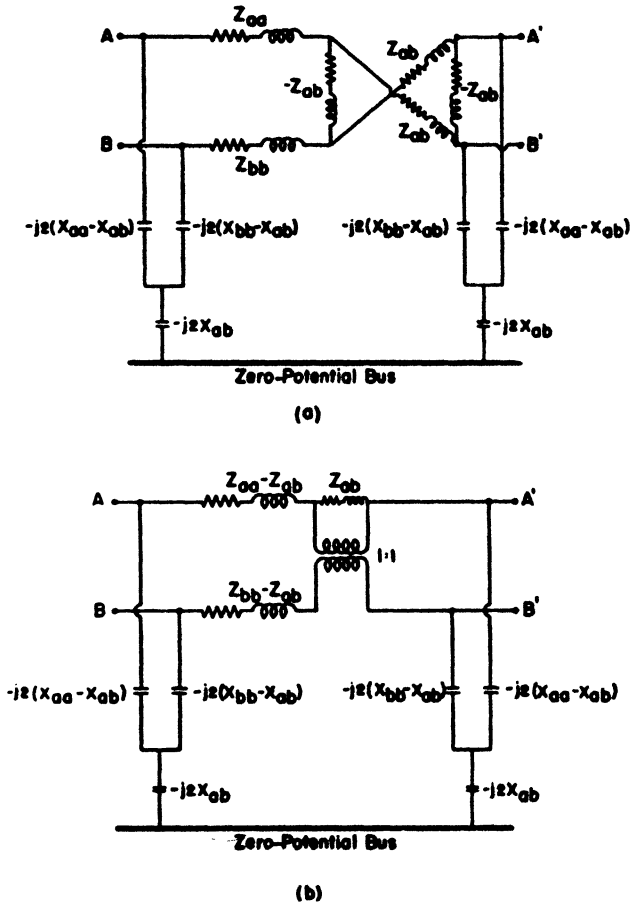 Zaa
A A'
Zab
-Zab -Zab
Zab
B B'
Zbb
-j2(Xaa-Xab) -j2(Xbb-Xab) -j2(Xbb-Xab) -j2(Xaa-Xab)
-j2Xab -j2Xab
Zero-Potential Bus
(a)
Zaa-Zab Zab
A A'
1:1
Zbb-Zab
B B'
-j2(Xaa-Xab) -j2(Xbb-Xab) -j2(Xbb-Xab) -j2(Xaa-Xab)
-j2Xab -j2Xab
Zero-Potential Bus
(b)